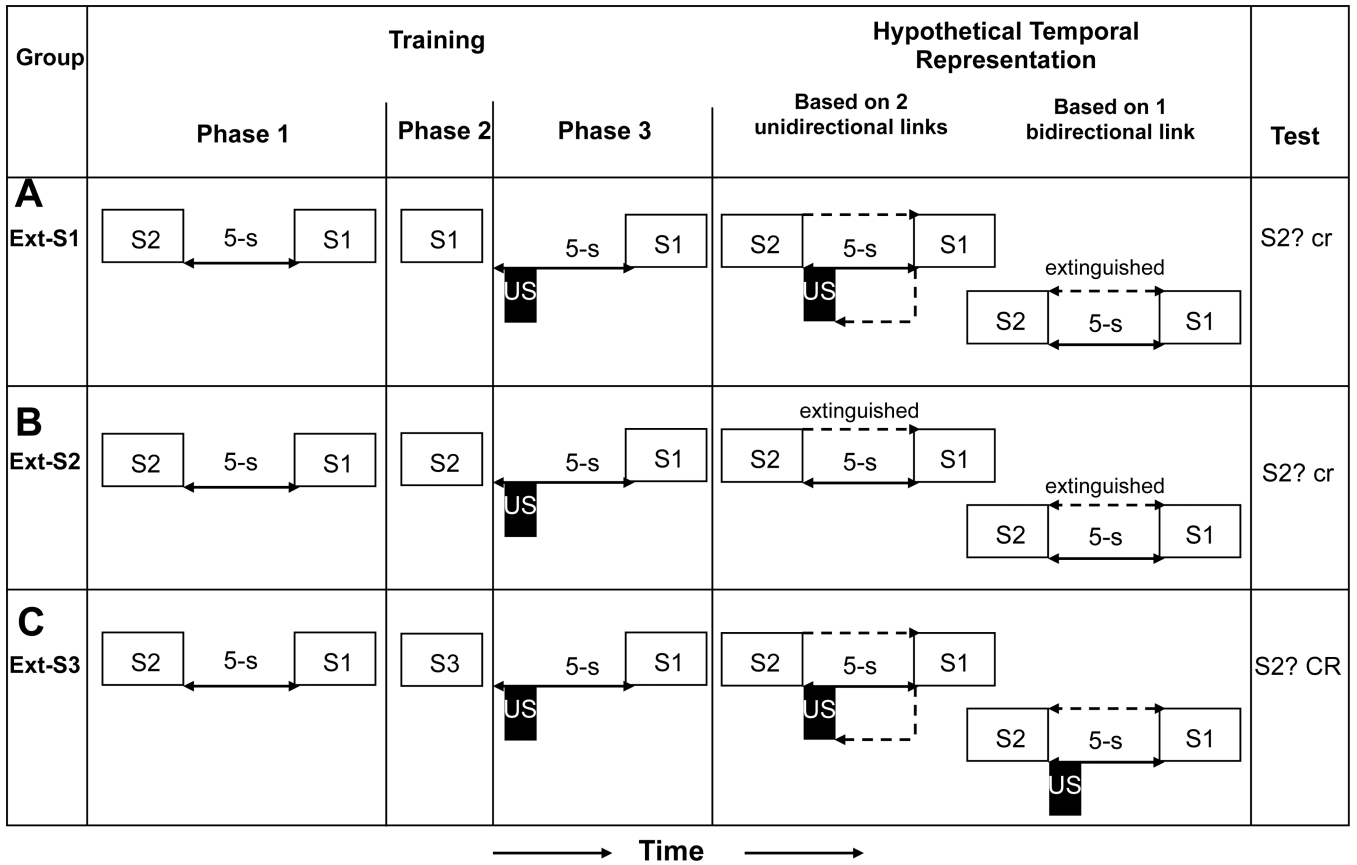 Group
Training
Hypothetical Temporal
Representation
Phase 1
Phase 2
Phase 3
Based on 2
unidirectional links
Based on 1
bidirectional link
Test
A
Ext-S1
S2
5-s
S1
S1
5-s
S1
US
S2
5-s
S1
US
extinguished
S2
5-s
S1
S2? cr
B
Ext-S2
S2
5-s
S1
S2
5-s
S1
US
extinguished
S2
5-s
S1
extinguished
S2
5-s
S1
S2? cr
C
Ext-S3
S2
5-s
S1
S3
5-s
S1
US
S2
5-s
S1
US
S2
5-s
S1
US
S2? CR
Time